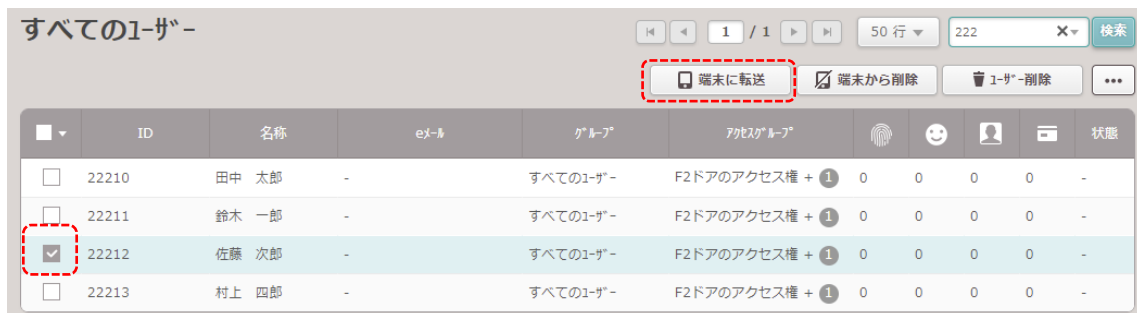 すべてのﾕｰｻﾞｰ
1 / 1 50 行 222 検索
端末に転送 端末から削除 ﾕｰｻﾞｰ削除 •••
ID 名称 eﾒｰﾙ ｸﾞﾙｰﾌﾟ ｱｸｾｽｸﾞﾙｰﾌﾟ 状態
22210 田中 太郎 - すべてのﾕｰｻﾞｰ F2ドアのアクセス権 + 1 0 0 0 0 -
22211 鈴木 一郎 - すべてのﾕｰｻﾞｰ F2ドアのアクセス権 + 1 0 0 0 0 -
22212 佐藤 次郎 - すべてのﾕｰｻﾞｰ F2ドアのアクセス権 + 1 0 0 0 0 -
22213 村上 四郎 - すべてのﾕｰｻﾞｰ F2ドアのアクセス権 + 1 0 0 0 0 -